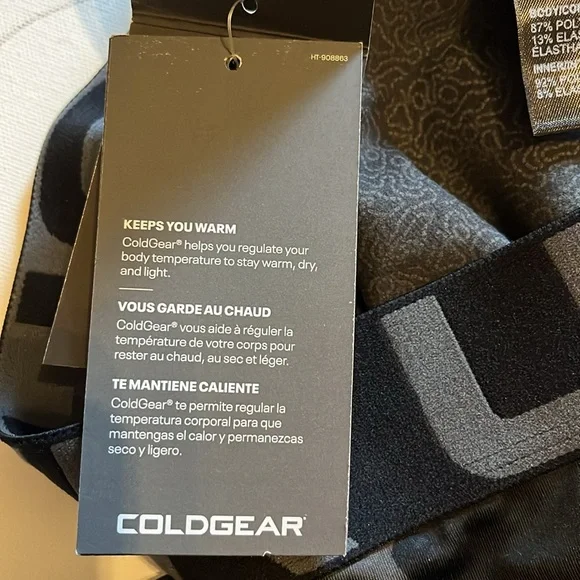 HT-908863
KEEPS YOU WARM
ColdGear® helps you regulate your
body temperature to stay warm, dry,
and light.
VOUS GARDE AU CHAUD
ColdGear® vous aide à réguler la
température de votre corps pour
rester au chaud, au sec et léger.
TE MANTIENE CALIENTE
ColdGear® te permite regular la
temperatura corporal para que
mantengas el calor y permanezcas
seco y ligero.
COLDGEAR
87%
13%
8%